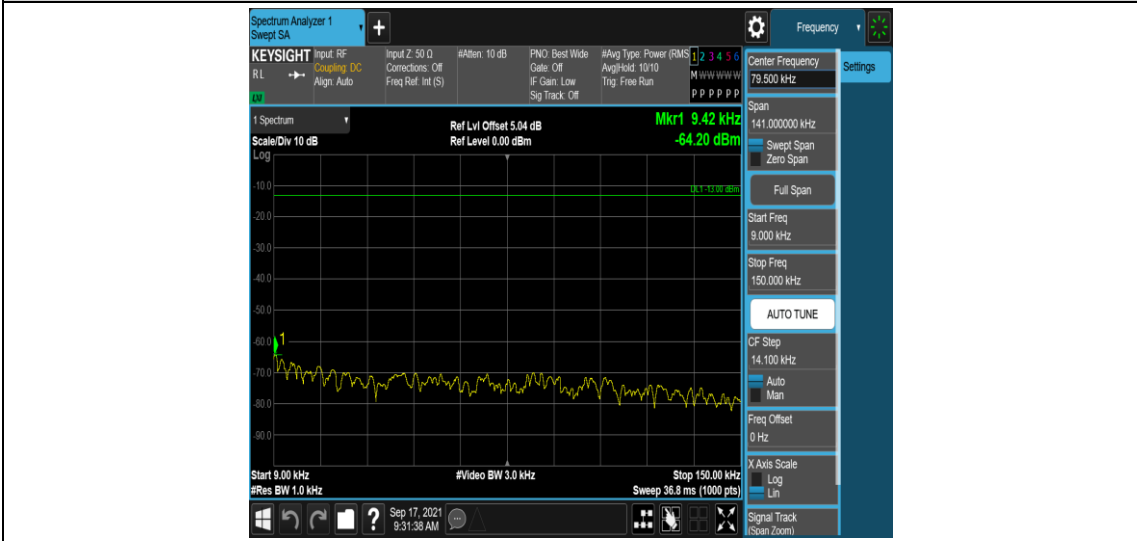 Spectrum Analyzer 1
Swept SA
+
Frequency
KEYSIGHT
RL
LM
Input: RF
Coupling: DC
Align: Auto
Input Z: 50 Ω
Corrections: Off
Freq Ref: Int (S)
#Atten: 10 dB
PNO: Best Wide
Gate: Off
IF Gain: Low
Sig Track: Off
#Avg Type: Power (RMS
Avg|Hold: 10/10
Trig: Free Run
1 2 3 4 5 6
M W W W W W
P P P P P P
1 Spectrum
Scale/Div 10 dB
Log
Ref Lvl Offset 5.04 dB
Ref Level 0.00 dBm
Mkr1 9.42 kHz
-64.20 dBm
DL1 -13.00 dBm
-10.0
-20.0
-30.0
-40.0
-50.0
-60.0
-70.0
-80.0
-90.0
1
Start 9.00 kHz
#Res BW 1.0 kHz
#Video BW 3.0 kHz
Stop 150.00 kHz
Sweep 36.8 ms (1000 pts)
?
Sep 17, 2021
9:31:38 AM
Center Frequency
79.500 kHz
Span
141.000000 kHz
Swept Span
Zero Span
Full Span
Start Freq
9.000 kHz
Stop Freq
150.000 kHz
AUTO TUNE
CF Step
14.100 kHz
Auto
Man
Freq Offset
0 Hz
X Axis Scale
Log
Lin
Signal Track
(Span Zoom)
Settings